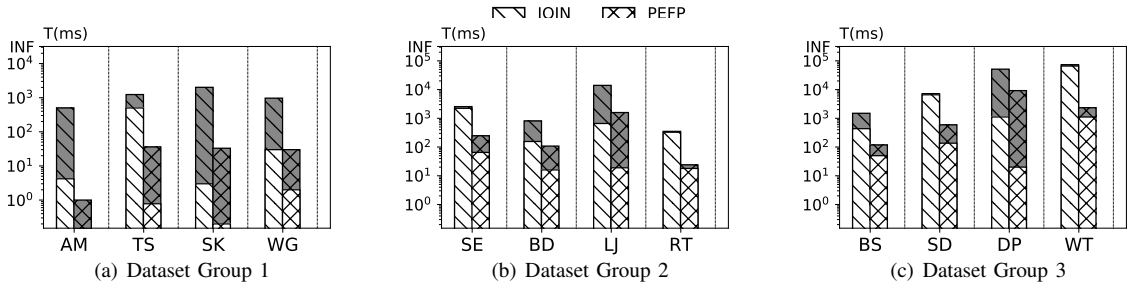 JOIN PEFP
T(ms) T(ms) T(ms)
INF INF INF
10^4 10^5 10^5
10^3 10^4 10^4
10^2 10^3 10^3
10^1 10^2 10^2
10^0 10^1 10^1
10^0 10^0
AM TS SK WG SE BD LJ RT BS SD DP WT
(a) Dataset Group 1 (b) Dataset Group 2 (c) Dataset Group 3